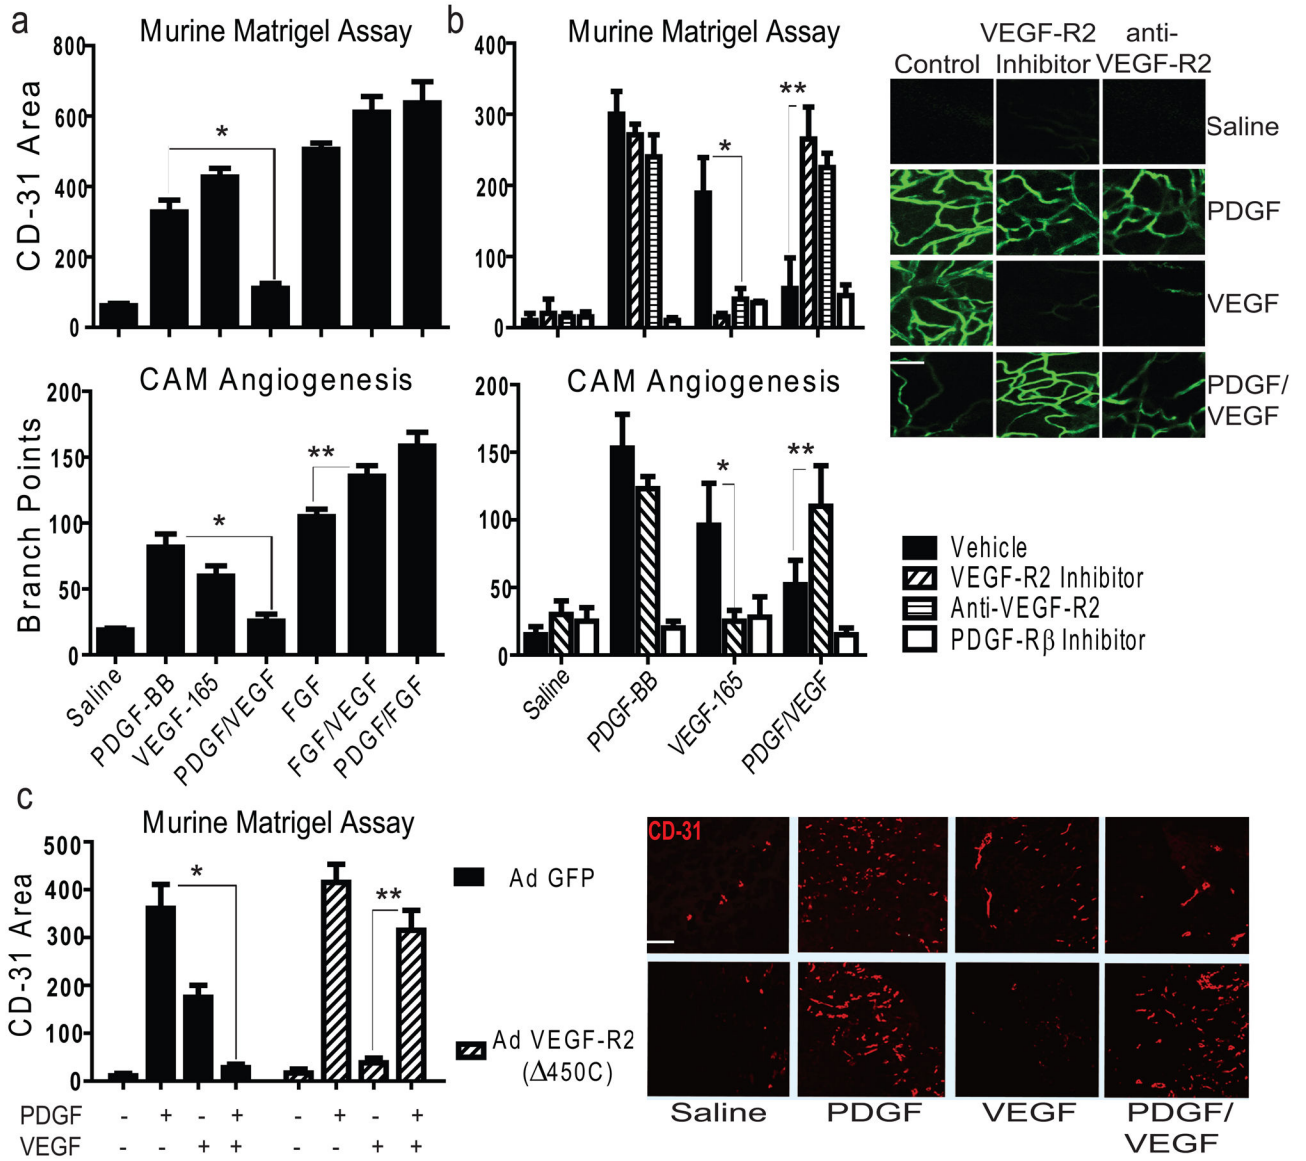 a
Murine Matrigel Assay
CD-31 Area
800
600
400
200
0
*
CAM Angiogenesis
Branch Points
200
150
100
50
0
*
**
Saline
PDGF-BB
VEGF-165
PDGF/VEGF
FGF
FGF/VEGF
PDGF/FGF
b
Murine Matrigel Assay
400
300
200
100
0
*
**
CAM Angiogenesis
200
150
100
50
0
*
**
Saline
PDGF-BB
VEGF-165
PDGF/VEGF
Control
VEGF-R2
Inhibitor
anti-
VEGF-R2
Saline
PDGF
VEGF
PDGF/
VEGF
Vehicle
VEGF-R2 Inhibitor
Anti-VEGF-R2
PDGF-Rβ Inhibitor
c
Murine Matrigel Assay
CD-31 Area
500
400
300
200
100
0
*
**
PDGF - + - + - + - +
VEGF - - + + - - + +
Ad GFP
Ad VEGF-R2
(Δ450C)
CD-31
Saline
PDGF
VEGF
PDGF/
VEGF